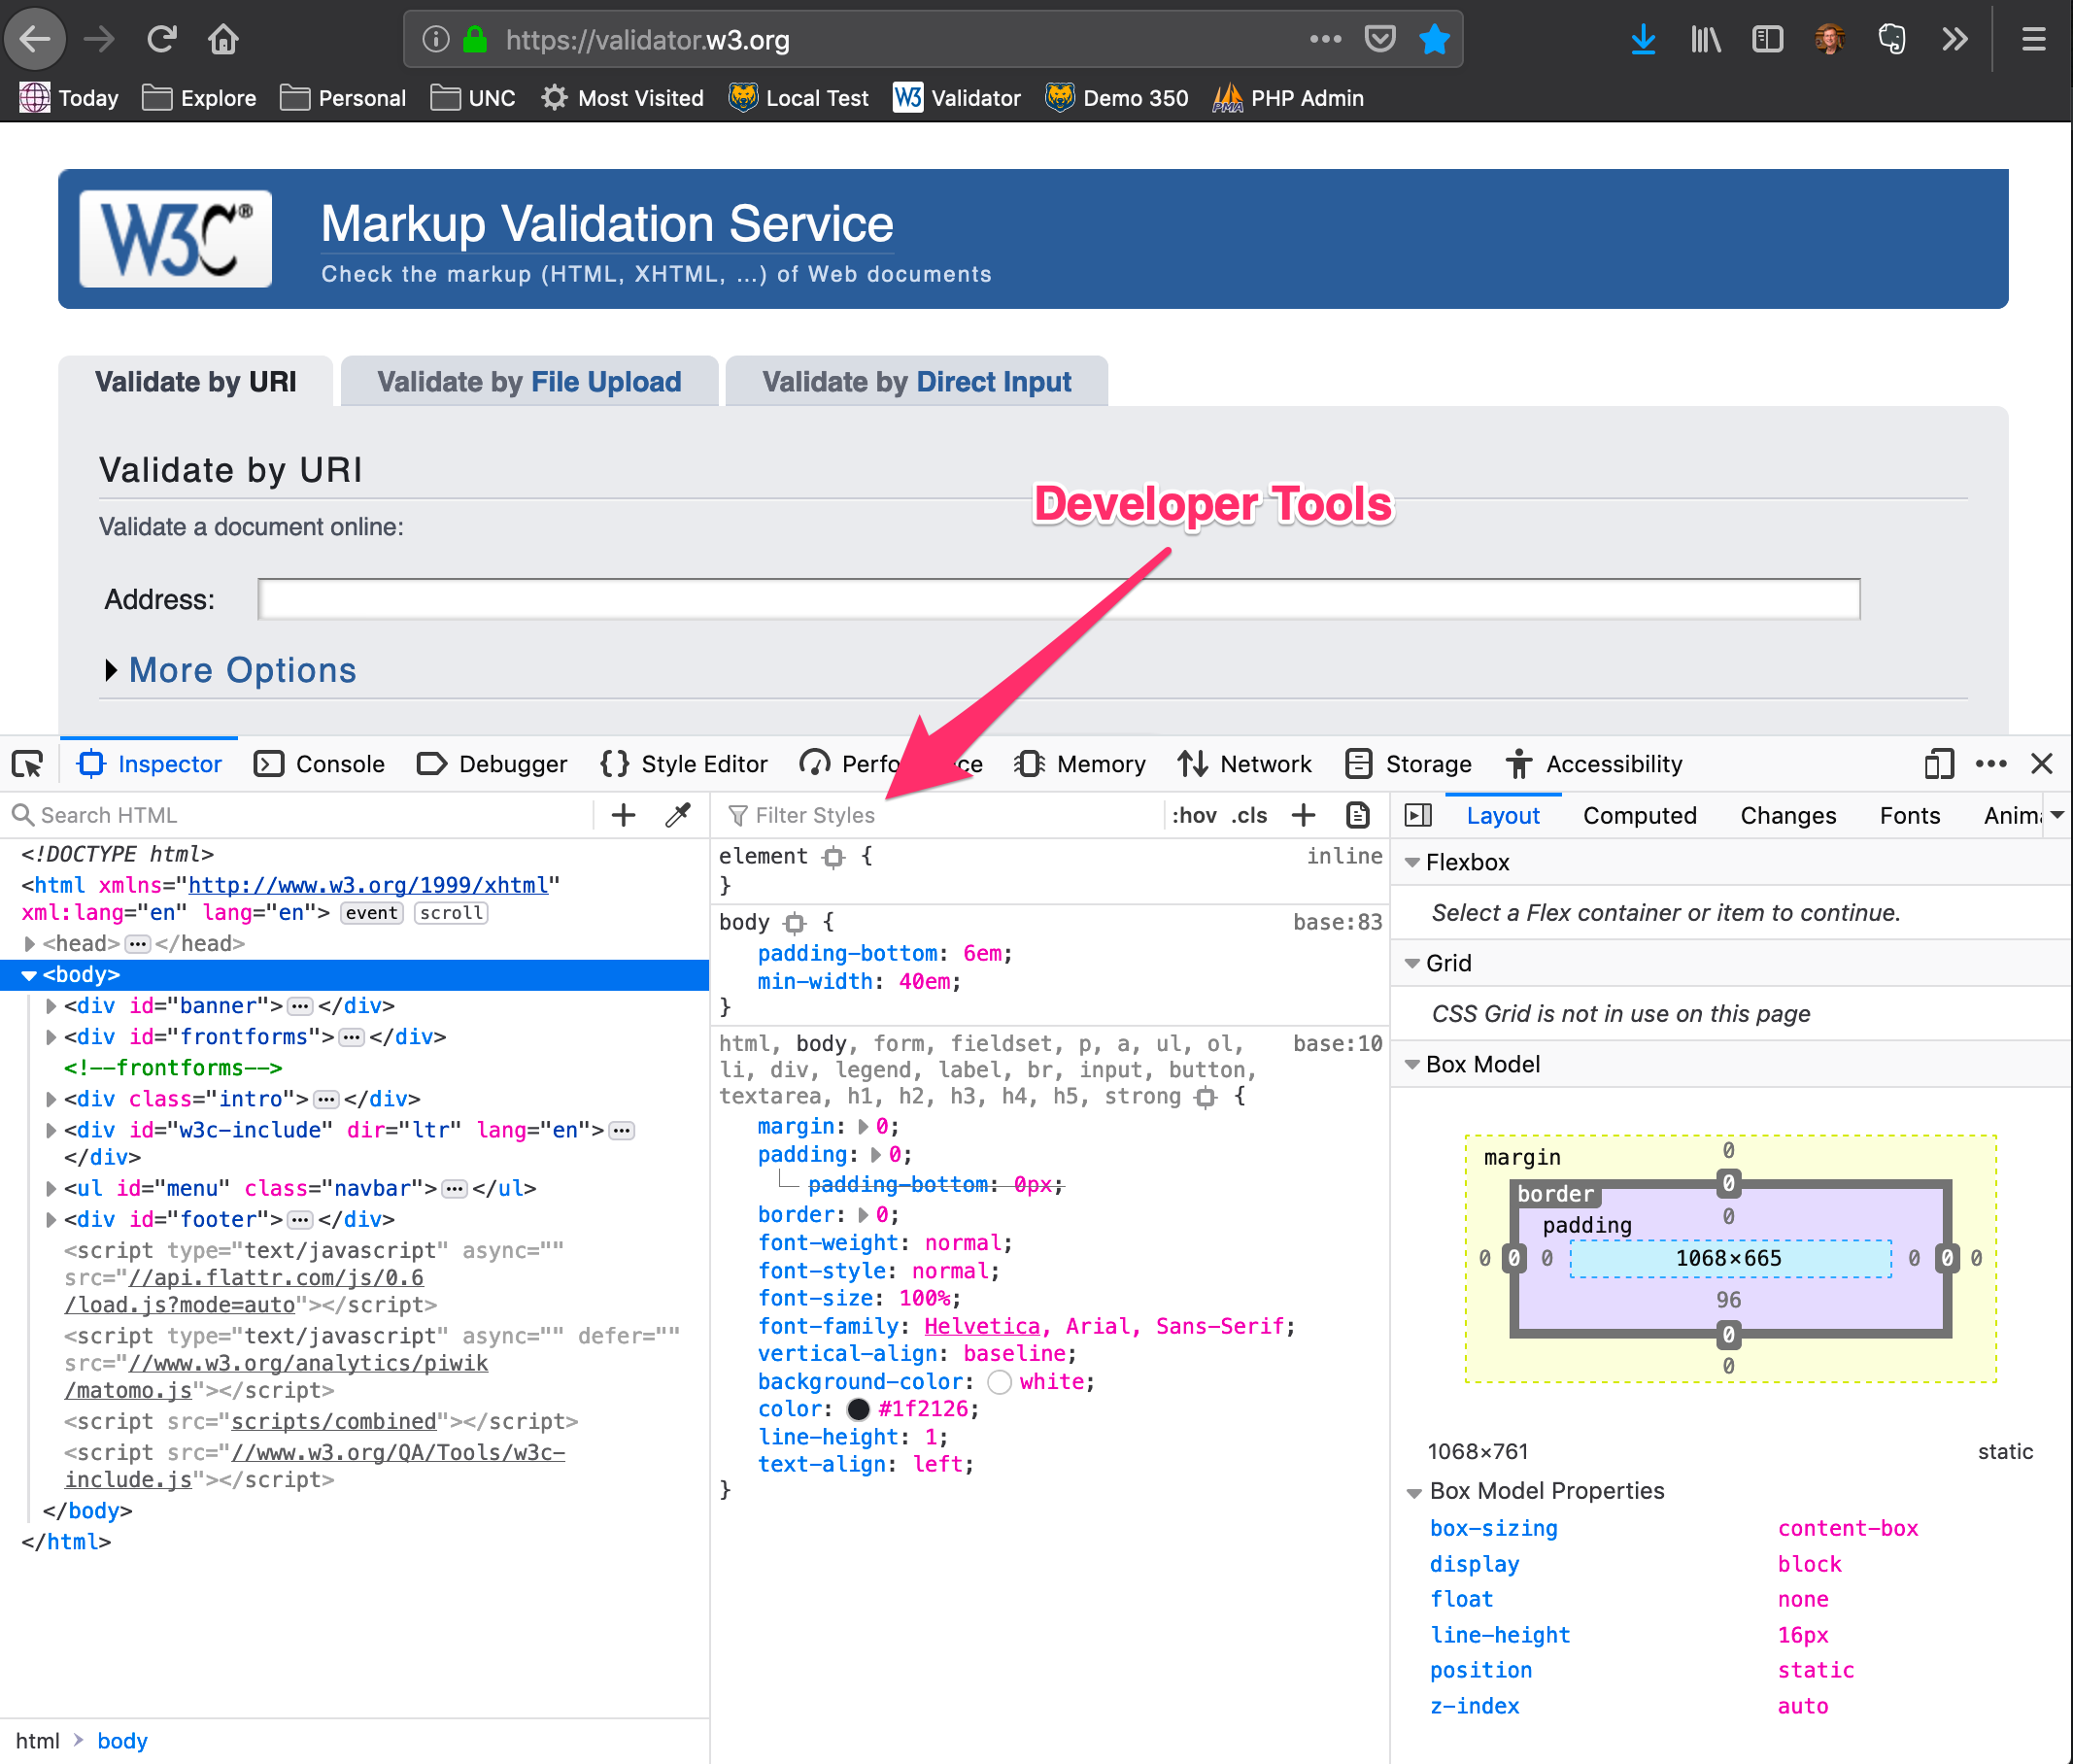 https://validator.w3.org
Today Explore Personal UNC Most Visited Local Test W3 Validator Demo 350 PMA PHP Admin
W3C®
Markup Validation Service
Check the markup (HTML, XHTML, ...) of Web documents
Validate by URI Validate by File Upload Validate by Direct Input
Validate by URI
Validate a document online:
Developer Tools
Address:
More Options
Inspector Console Debugger Style Editor Perfo ce Memory Network Storage Accessibility
Search HTML
<!DOCTYPE html>
<html xmlns="http://www.w3.org/1999/xhtml"
xml:lang="en" lang="en"> event scroll
<head>…</head>
<body>
<div id="banner">…</div>
<div id="frontforms">…</div>
<!--frontforms-->
<div class="intro">…</div>
<div id="w3c-include" dir="ltr" lang="en">…
</div>
<ul id="menu" class="navbar">…</ul>
<div id="footer">…</div>
<script type="text/javascript" async=""
src="//api.flattr.com/js/0.6
/load.js?mode=auto"></script>
<script type="text/javascript" async="" defer=""
src="//www.w3.org/analytics/piwik
/matomo.js"></script>
<script src="scripts/combined"></script>
<script src="//www.w3.org/QA/Tools/w3c-
include.js"></script>
</body>
</html>
html > body
Filter Styles :hov .cls
element { inline
}
body { base:83
padding-bottom: 6em;
min-width: 40em;
}
html, body, form, fieldset, p, a, ul, ol, base:10
li, div, legend, label, br, input, button,
textarea, h1, h2, h3, h4, h5, strong {
margin: 0;
padding: 0;
padding-bottom: 0px;
border: 0;
font-weight: normal;
font-style: normal;
font-size: 100%;
font-family: Helvetica, Arial, Sans-Serif;
vertical-align: baseline;
background-color: white;
color: #1f2126;
line-height: 1;
text-align: left;
}
Layout Computed Changes Fonts Anim
Flexbox
Select a Flex container or item to continue.
Grid
CSS Grid is not in use on this page
Box Model
margin 0
border 0
padding 0
0 0 0 1068×665 0 0 0
96
0
0
1068×761 static
Box Model Properties
box-sizing content-box
display block
float none
line-height 16px
position static
z-index auto